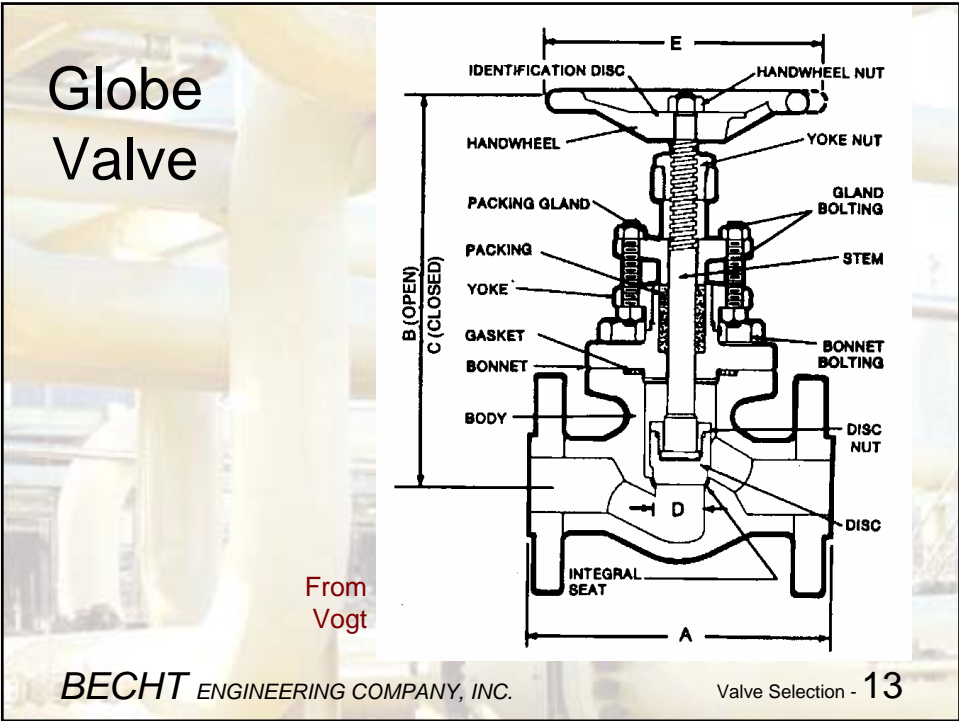 Globe
Valve
E
IDENTIFICATION DISC
HANDWHEEL NUT
HANDWHEEL
YOKE NUT
PACKING GLAND
GLAND
BOLTING
PACKING
STEM
YOKE
B (OPEN)
C (CLOSED)
GASKET
BONNET
BONNET
BOLTING
BODY
DISC
NUT
D
DISC
INTEGRAL
SEAT
A
From
Vogt
BECHT ENGINEERING COMPANY, INC.
Valve Selection - 13